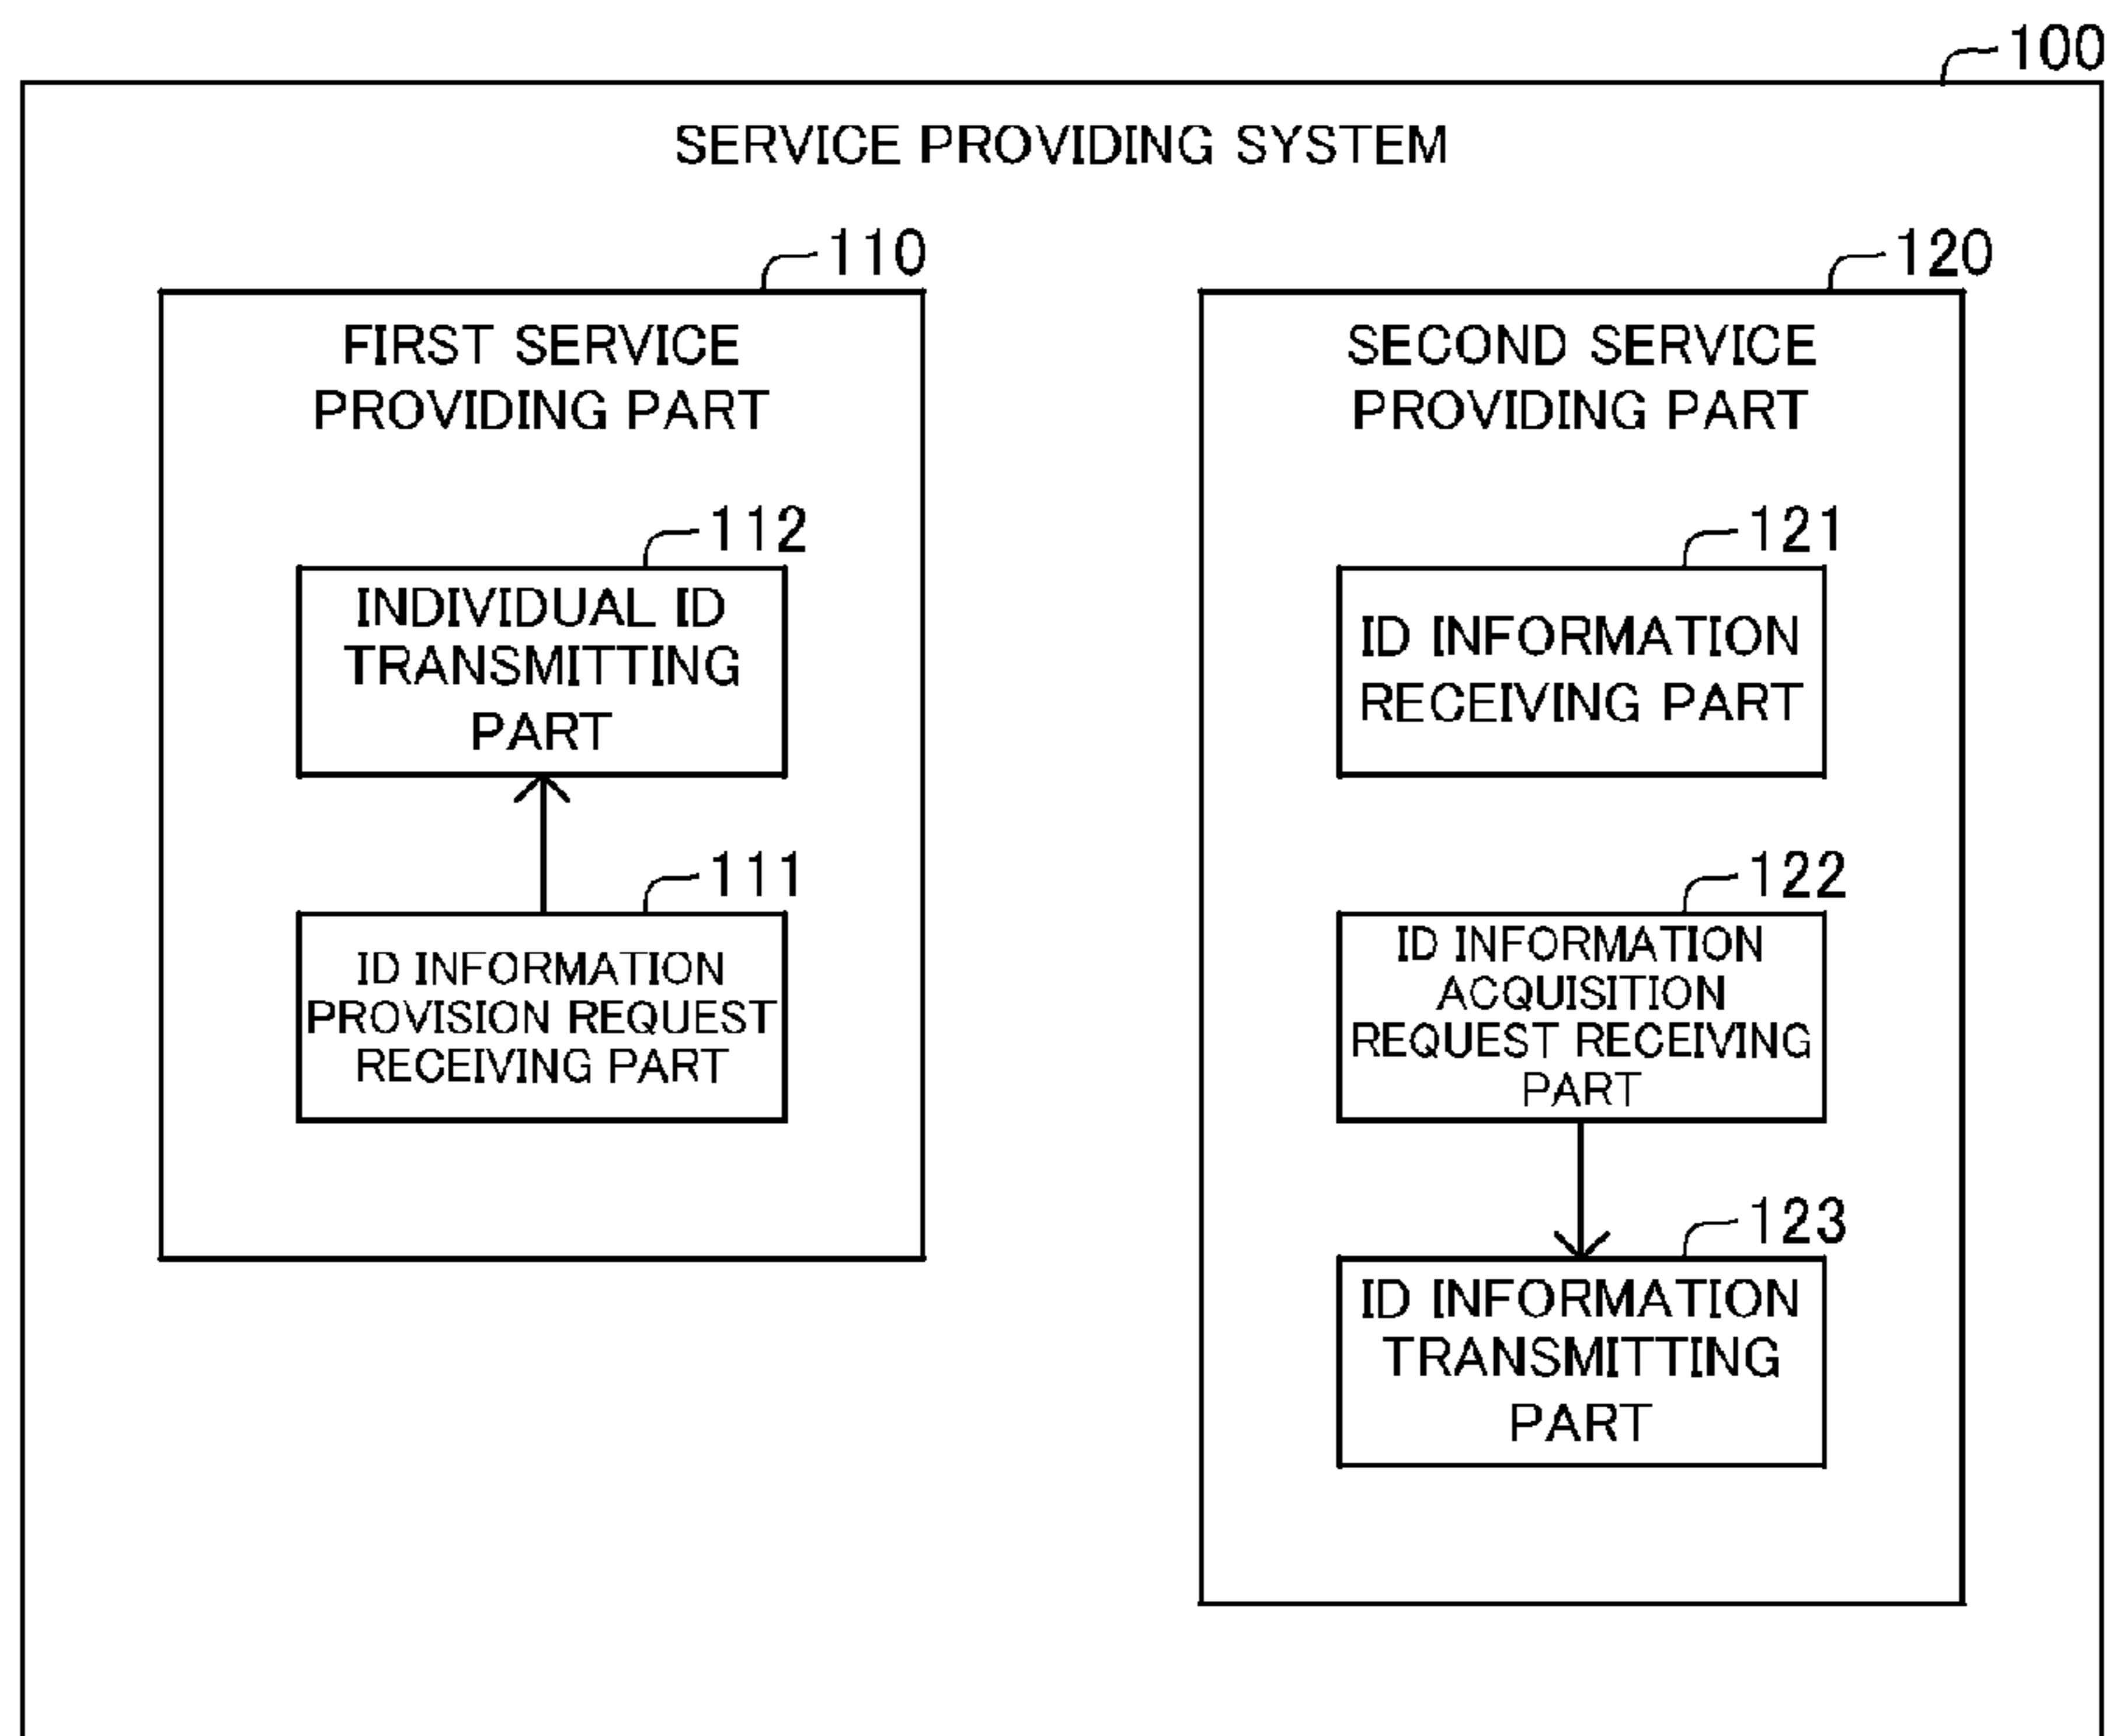 100
SERVICE PROVIDING SYSTEM
110
FIRST SERVICE
PROVIDING PART
112
INDIVIDUAL ID
TRANSMITTING
PART
111
ID INFORMATION
PROVISION REQUEST
RECEIVING PART
120
SECOND SERVICE
PROVIDING PART
121
ID INFORMATION
RECEIVING PART
122
ID INFORMATION
ACQUISITION
REQUEST RECEIVING
PART
123
ID INFORMATION
TRANSMITTING
PART